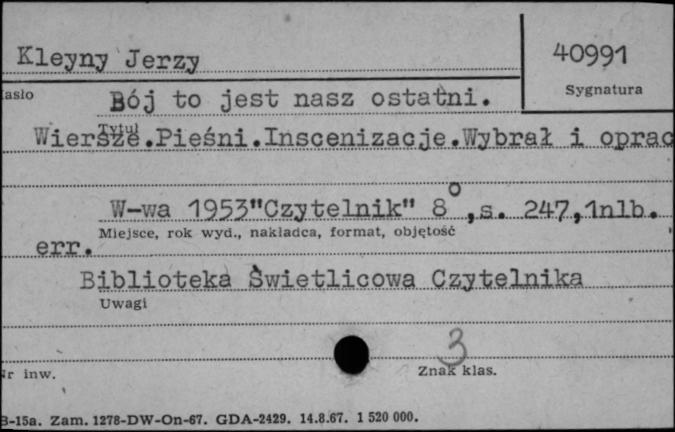 Kleyny Jerzy
40991
Sygnatura
Bój to jest nasz ostatni.
Tytuł
Wiersze.Pieśni.Inscenizacje.Wybrał i oprac
W-wa 1953"Czytelnik" 8°,s. 247,1nlb.
Miejsce, rok wyd., nakładca, format, objętość
err.
Biblioteka Świetlicowa Czytelnika
Uwagi
3
Nr inw.
Znak klas.
B-15a. Zam. 1278-DW-On-67. GDA-2429. 14.8.67. 1 520 000.